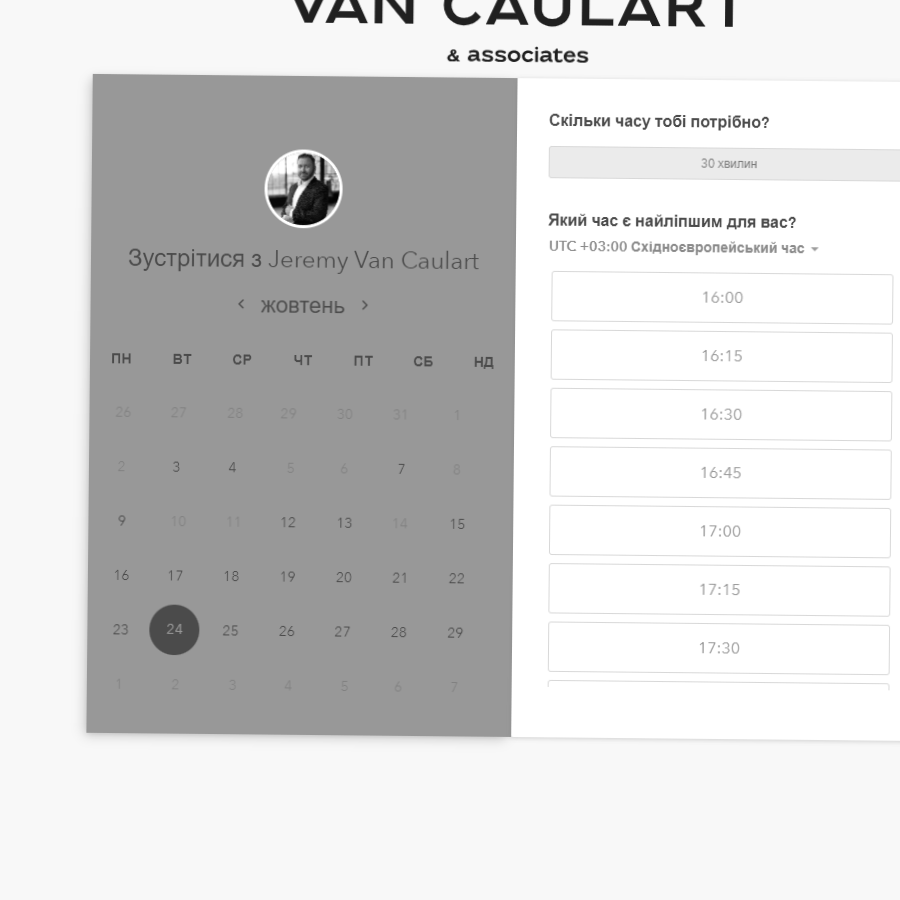 VAN CAULART
& associates
Зустрітися з Jeremy Van Caulart
жовтень
ПН ВТ СР ЧТ ПТ СБ НД
26 27 28 29 30 31 1
2 3 4 5 6 7 8
9 10 11 12 13 14 15
16 17 18 19 20 21 22
23 24 25 26 27 28 29
1 2 3 4 5 6 7
Скільки часу тобі потрібно?
30 хвилин
Який час є найліпшим для вас?
UTC +03:00 Східноєвропейський час
16:00
16:15
16:30
16:45
17:00
17:15
17:30